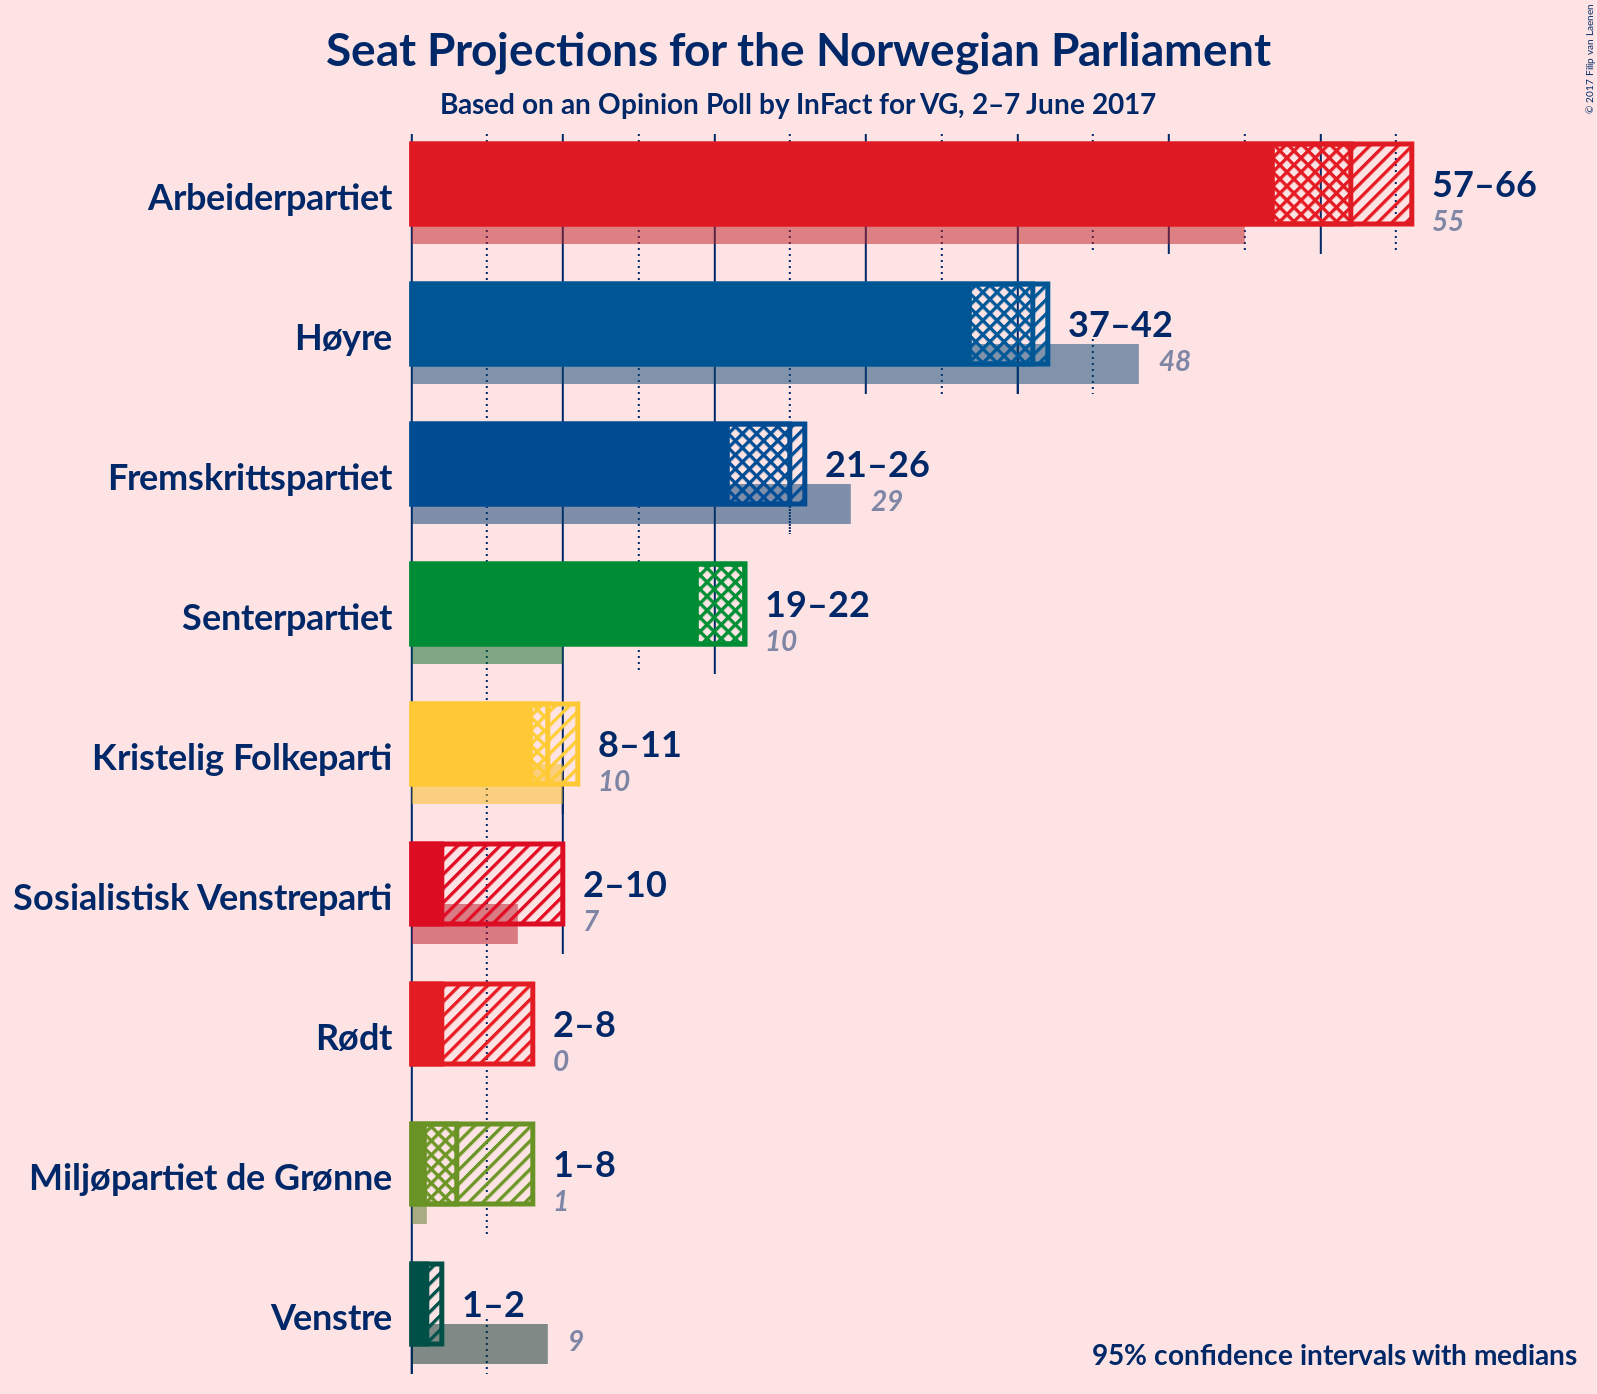 Seat Projections for the Norwegian Parliament
Based on an Opinion Poll by InFact for VG, 2–7 June 2017
© 2017 Filip van Laenen
Arbeiderpartiet
57–66
55
Høyre
37–42
48
Fremskrittspartiet
21–26
29
Senterpartiet
19–22
10
Kristelig Folkeparti
8–11
10
Sosialistisk Venstreparti
2–10
7
Rødt
2–8
0
Miljøpartiet de Grønne
1–8
1
Venstre
1–2
9
95% confidence intervals with medians